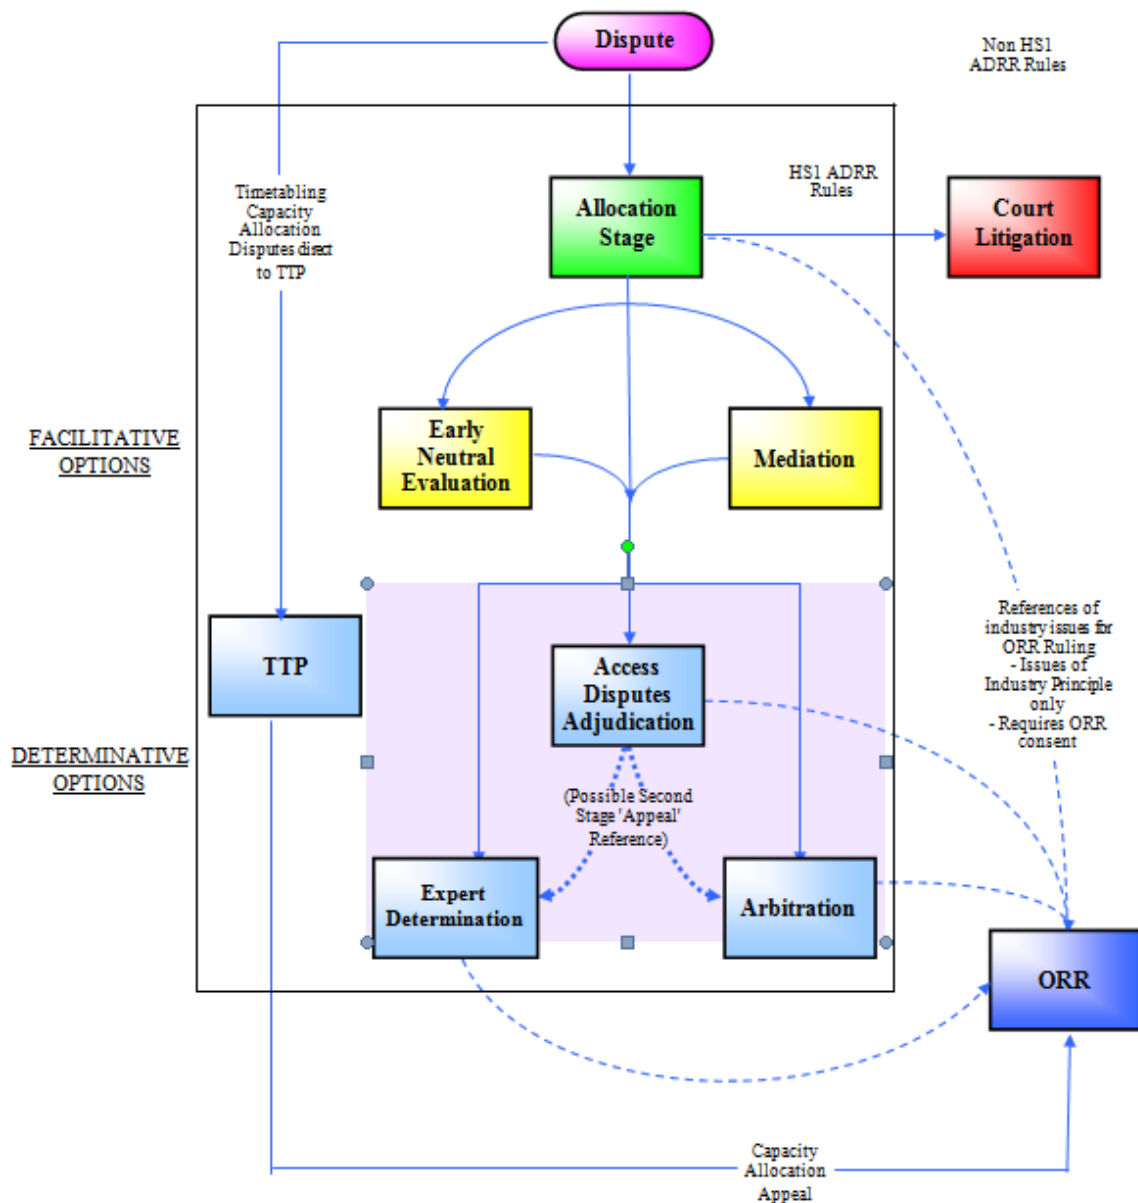 Dispute
Non HS1
ADRR Rules
Timetabling
Capacity
Allocation
Disputes direct
to TTP
Allocation
Stage
HS1 ADRR
Rules
Court
Litigation
FACILITATIVE
OPTIONS
Early
Neutral
Evaluation
Mediation
TTP
Access
Disputes
Adjudication
References of
industry issues for
ORR Ruling
- Issues of
Industry Principle
only
- Requires ORR
consent
DETERMINATIVE
OPTIONS
(Possible Second
Stage 'Appeal'
Reference)
Expert
Determination
Arbitration
ORR
Capacity
Allocation
Appeal